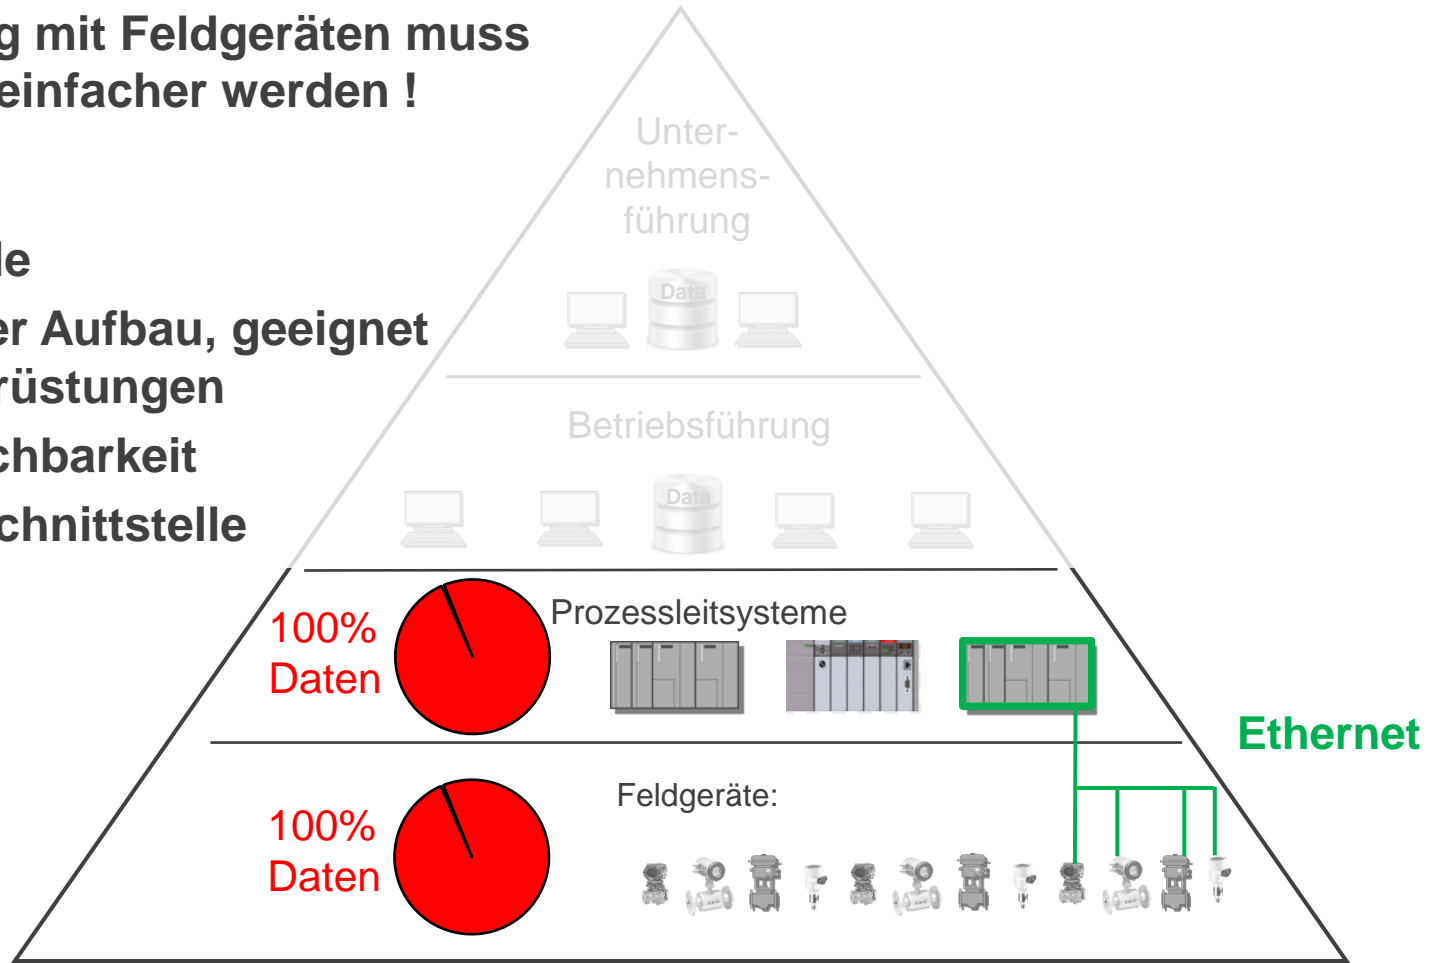 g mit Feldgeräten muss
einfacher werden !
Unter-
nehmens-
führung
le
er Aufbau, geeignet
rüstungen
chbarkeit
chnittstelle
Data
Betriebsführung
Data
100%
Daten
Prozessleitsysteme
Ethernet
100%
Daten
Feldgeräte: